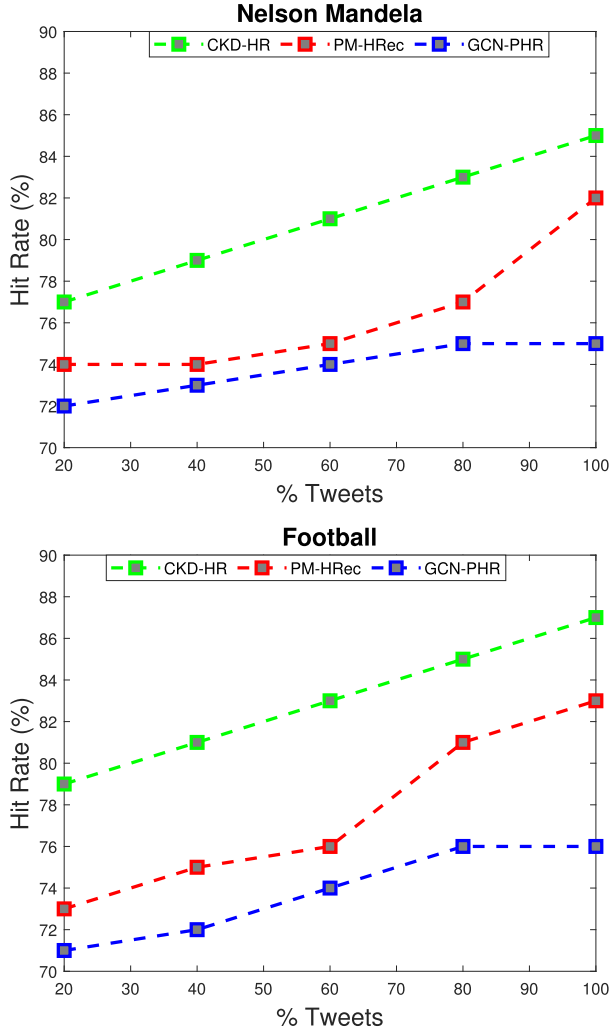 Nelson Mandela
CKD-HR PM-HRec GCN-PHR
90
88
86
84
82
80
78
76
74
72
70
Hit Rate (%)
20 30 40 50 60 70 80 90 100
% Tweets
Football
CKD-HR PM-HRec GCN-PHR
90
88
86
84
82
80
78
76
74
72
70
Hit Rate (%)
20 30 40 50 60 70 80 90 100
% Tweets